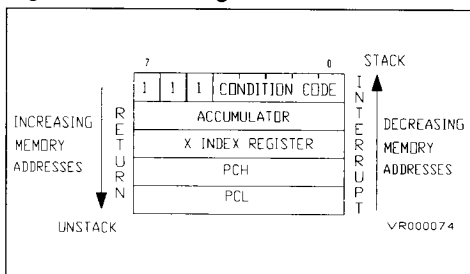 7 0
STACK
1 1 1 CONDITION CODE
ACCUMULATOR
X INDEX REGISTER
PCH
PCL
INCREASING
MEMORY
ADDRESSES
RETURN
UNSTACK
INTERRUPT
DECREASING
MEMORY
ADDRESSES
VR000074